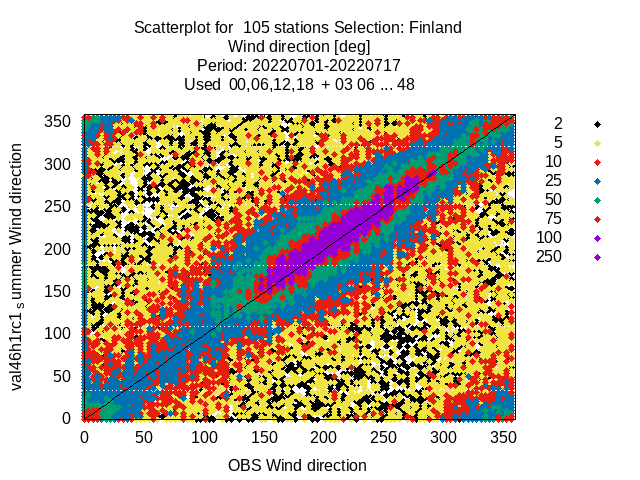 Scatterplot for 105 stations Selection: Finland
Wind direction [deg]
Period: 20220701-20220717
Used 00,06,12,18 + 03 06 ... 48
350
300
250
200
150
100
50
0
val46h1rc1 s ummer Wind direction
0 50 100 150 200 250 300 350
OBS Wind direction
2
5
10
25
50
75
100
250